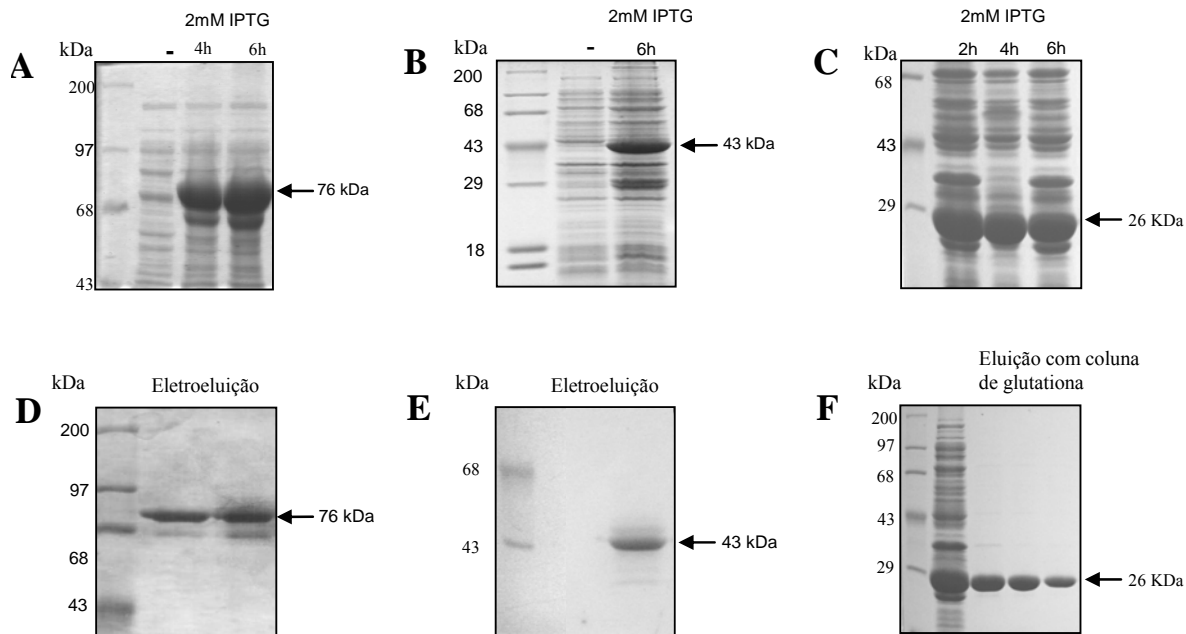 A
kDa
2mM IPTG
- 4h 6h
200
97
68
43
76 kDa
B
kDa
2mM IPTG
- 6h
200
68
43
29
18
43 kDa
C
kDa
2mM IPTG
2h 4h 6h
68
43
29
26 KDa
D
kDa
Eletroeluição
200
97
68
43
76 kDa
E
kDa
Eletroeluição
68
43
43 kDa
F
kDa
Eluição com coluna
de glutationa
200
97
68
43
29
26 KDa